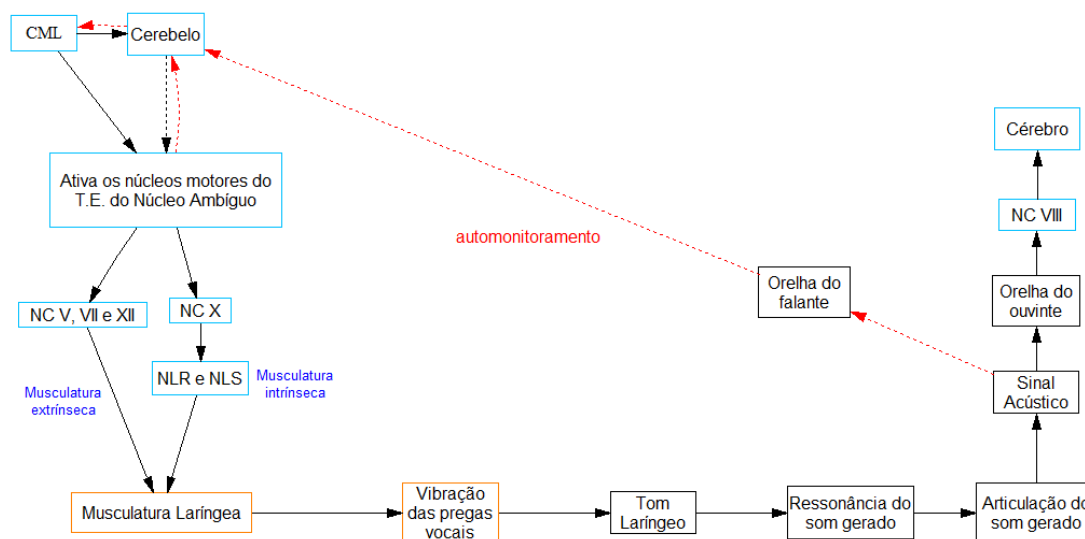 CML
Cerebelo
Ativa os núcleos motores do
T.E. do Núcleo Ambíguo
NC V, VII e XII
NC X
NLR e NLS
Musculatura
extrínseca
Musculatura
intrínseca
Musculatura Laríngea
Vibração
das pregas
vocais
Tom
Laríngeo
Ressonância do
som gerado
Articulação do
som gerado
Sinal
Acústico
Orelha do
falante
automonitoramento
Orelha do
ouvinte
NC VIII
Cérebro